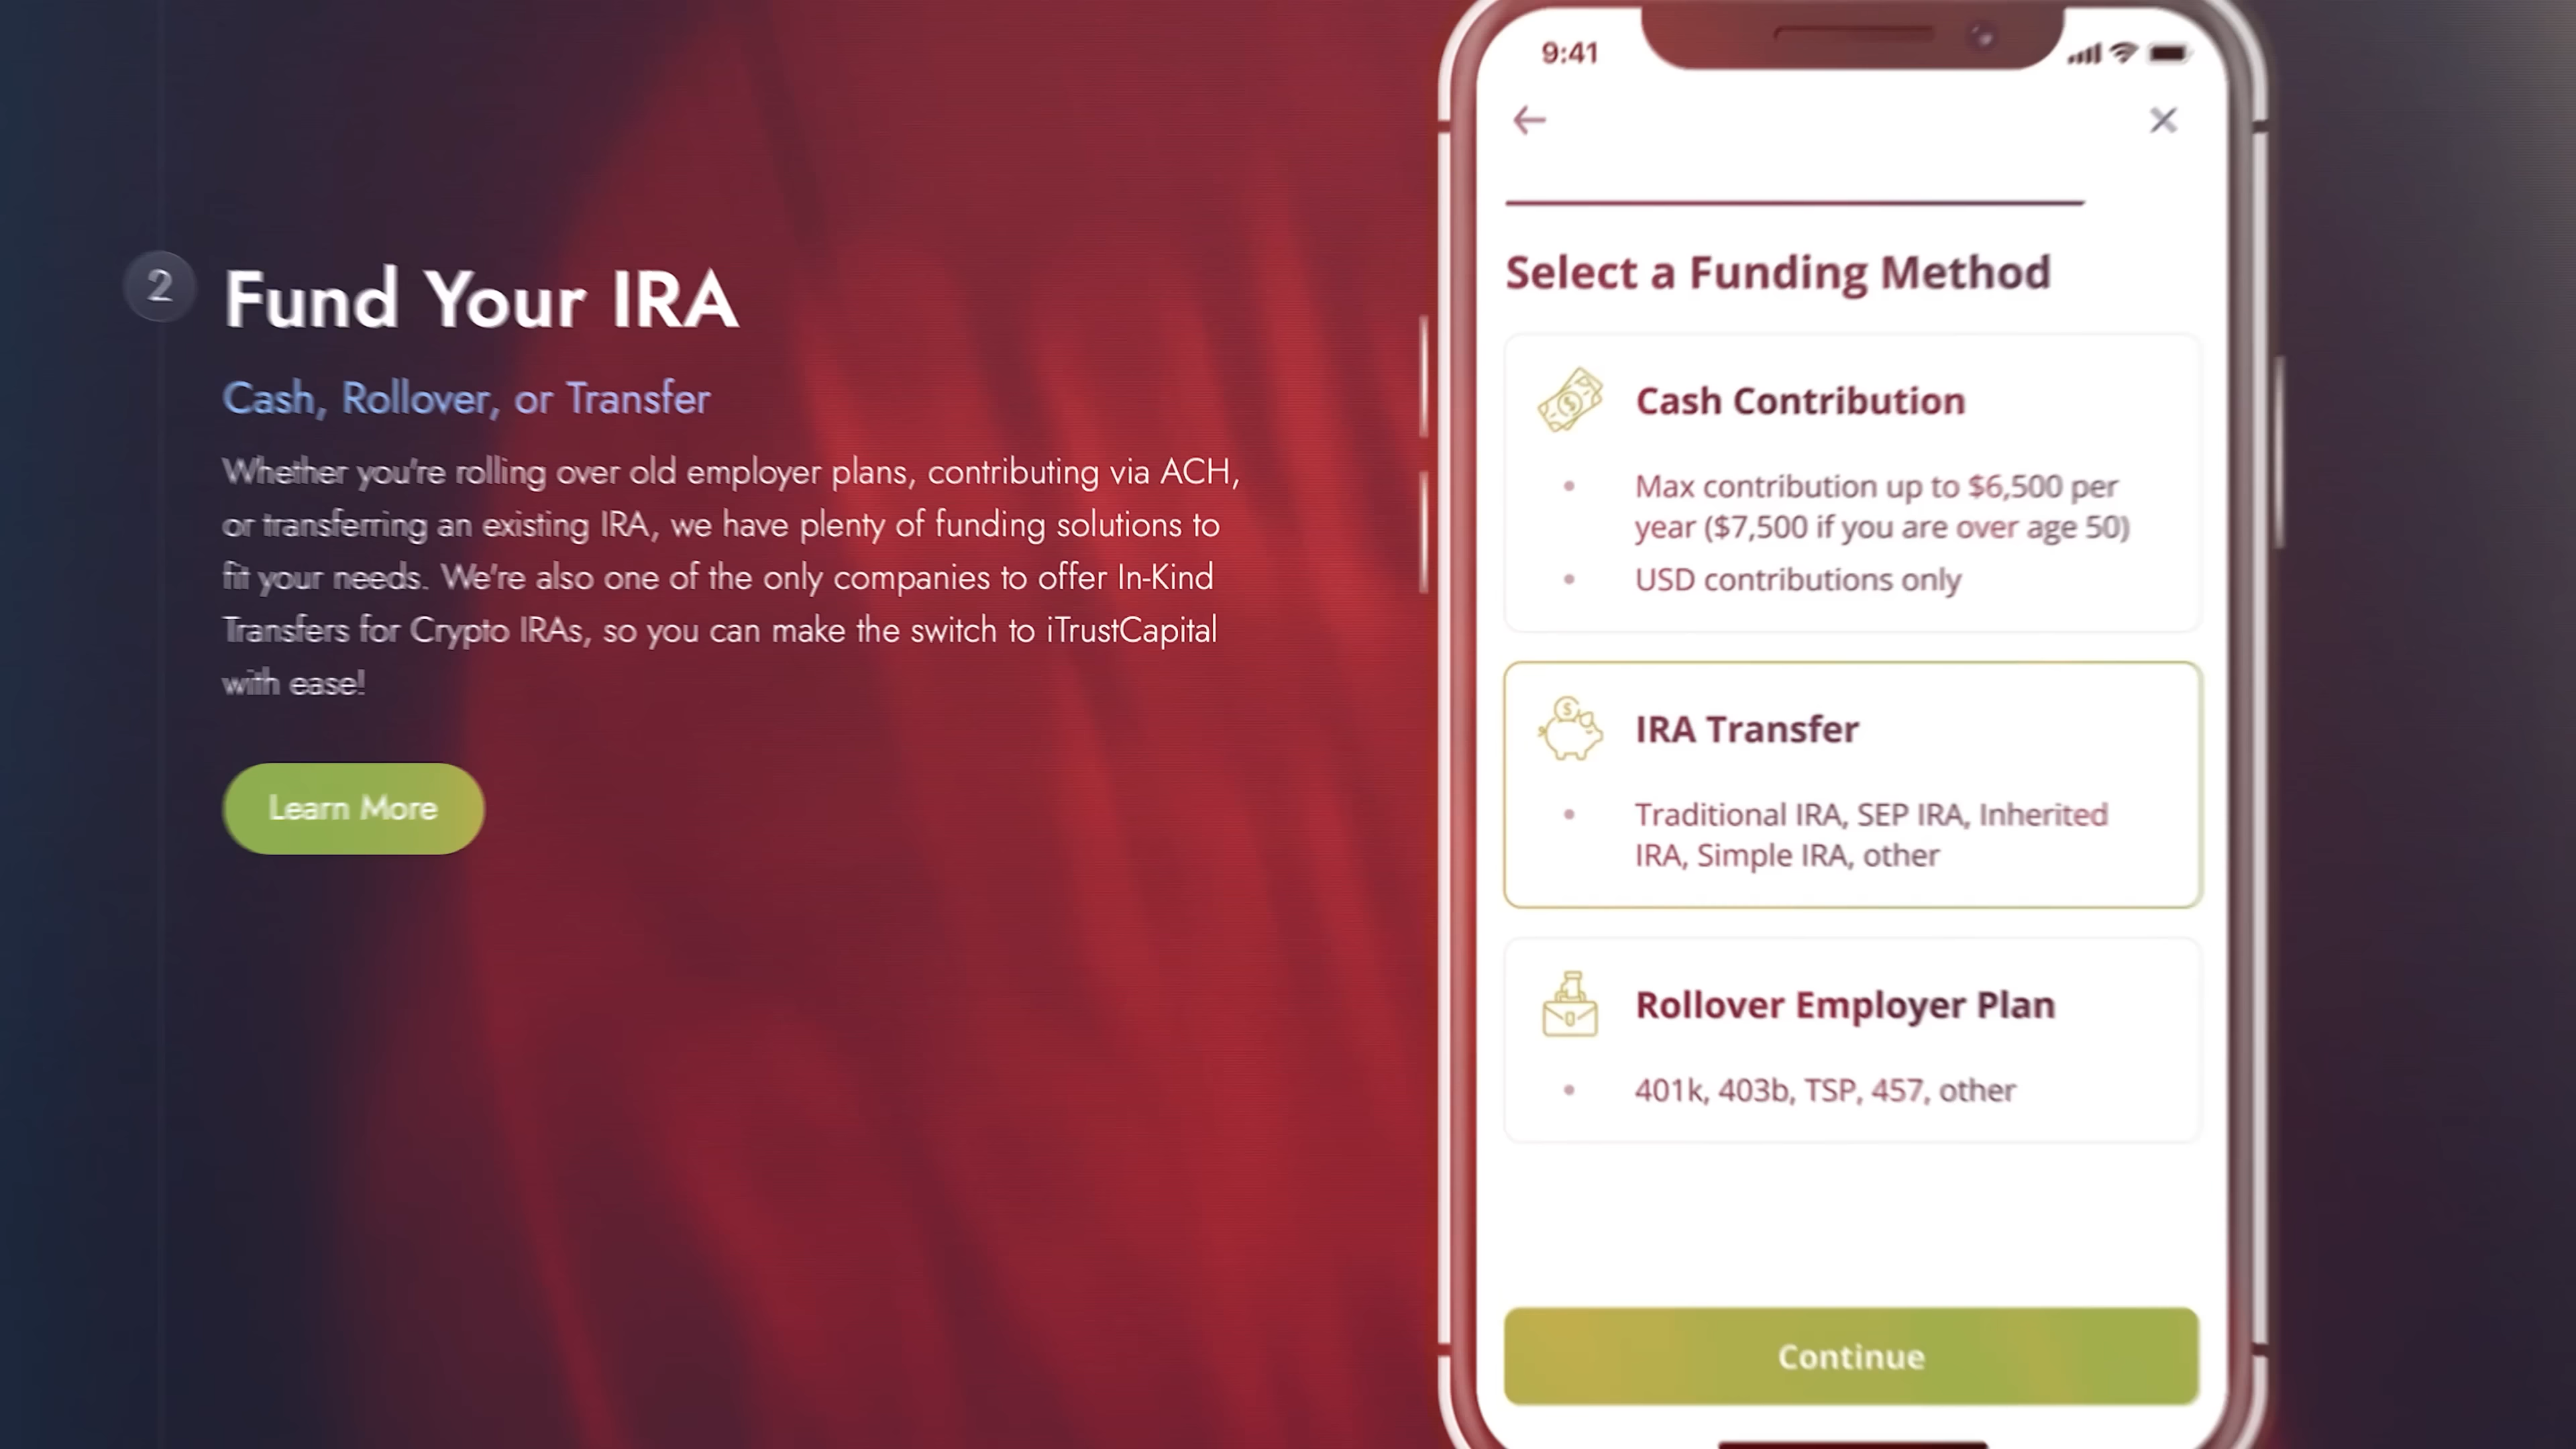 2
Fund Your IRA
Cash, Rollover, or Transfer
Whether you're rolling over old employer plans, contributing via ACH,
or transferring an existing IRA, we have plenty of funding solutions to
fit your needs. We're also one of the only companies to offer In-Kind
Transfers for Crypto IRAs, so you can make the switch to iTrustCapital
with ease!
Learn More
9:41
Select a Funding Method
Cash Contribution
• Max contribution up to $6,500 per
year ($7,500 if you are over age 50)
• USD contributions only
IRA Transfer
• Traditional IRA, SEP IRA, Inherited
IRA, Simple IRA, other
Rollover Employer Plan
• 401k, 403b, TSP, 457, other
Continue